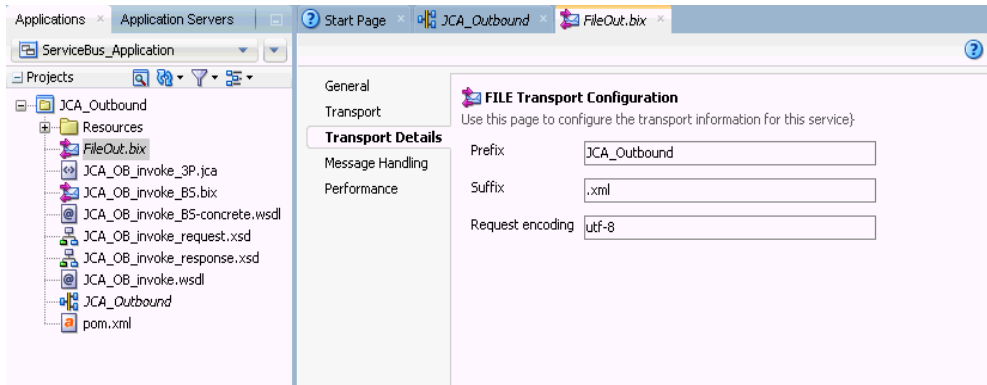 Applications
Application Servers
Start Page
JCA_Outbound
FileOut.bix
ServiceBus_Application
Projects
JCA_Outbound
Resources
FileOut.bix
JCA_OB_invoke_3P.jca
JCA_OB_invoke_BS.bix
JCA_OB_invoke_BS-concrete.wsdl
JCA_OB_invoke_request.xsd
JCA_OB_invoke_response.xsd
JCA_OB_invoke.wsdl
JCA_Outbound
pom.xml
General
Transport
Transport Details
Message Handling
Performance
FILE Transport Configuration
Use this page to configure the transport information for this service}
Prefix JCA_Outbound
Suffix .xml
Request encoding utf-8